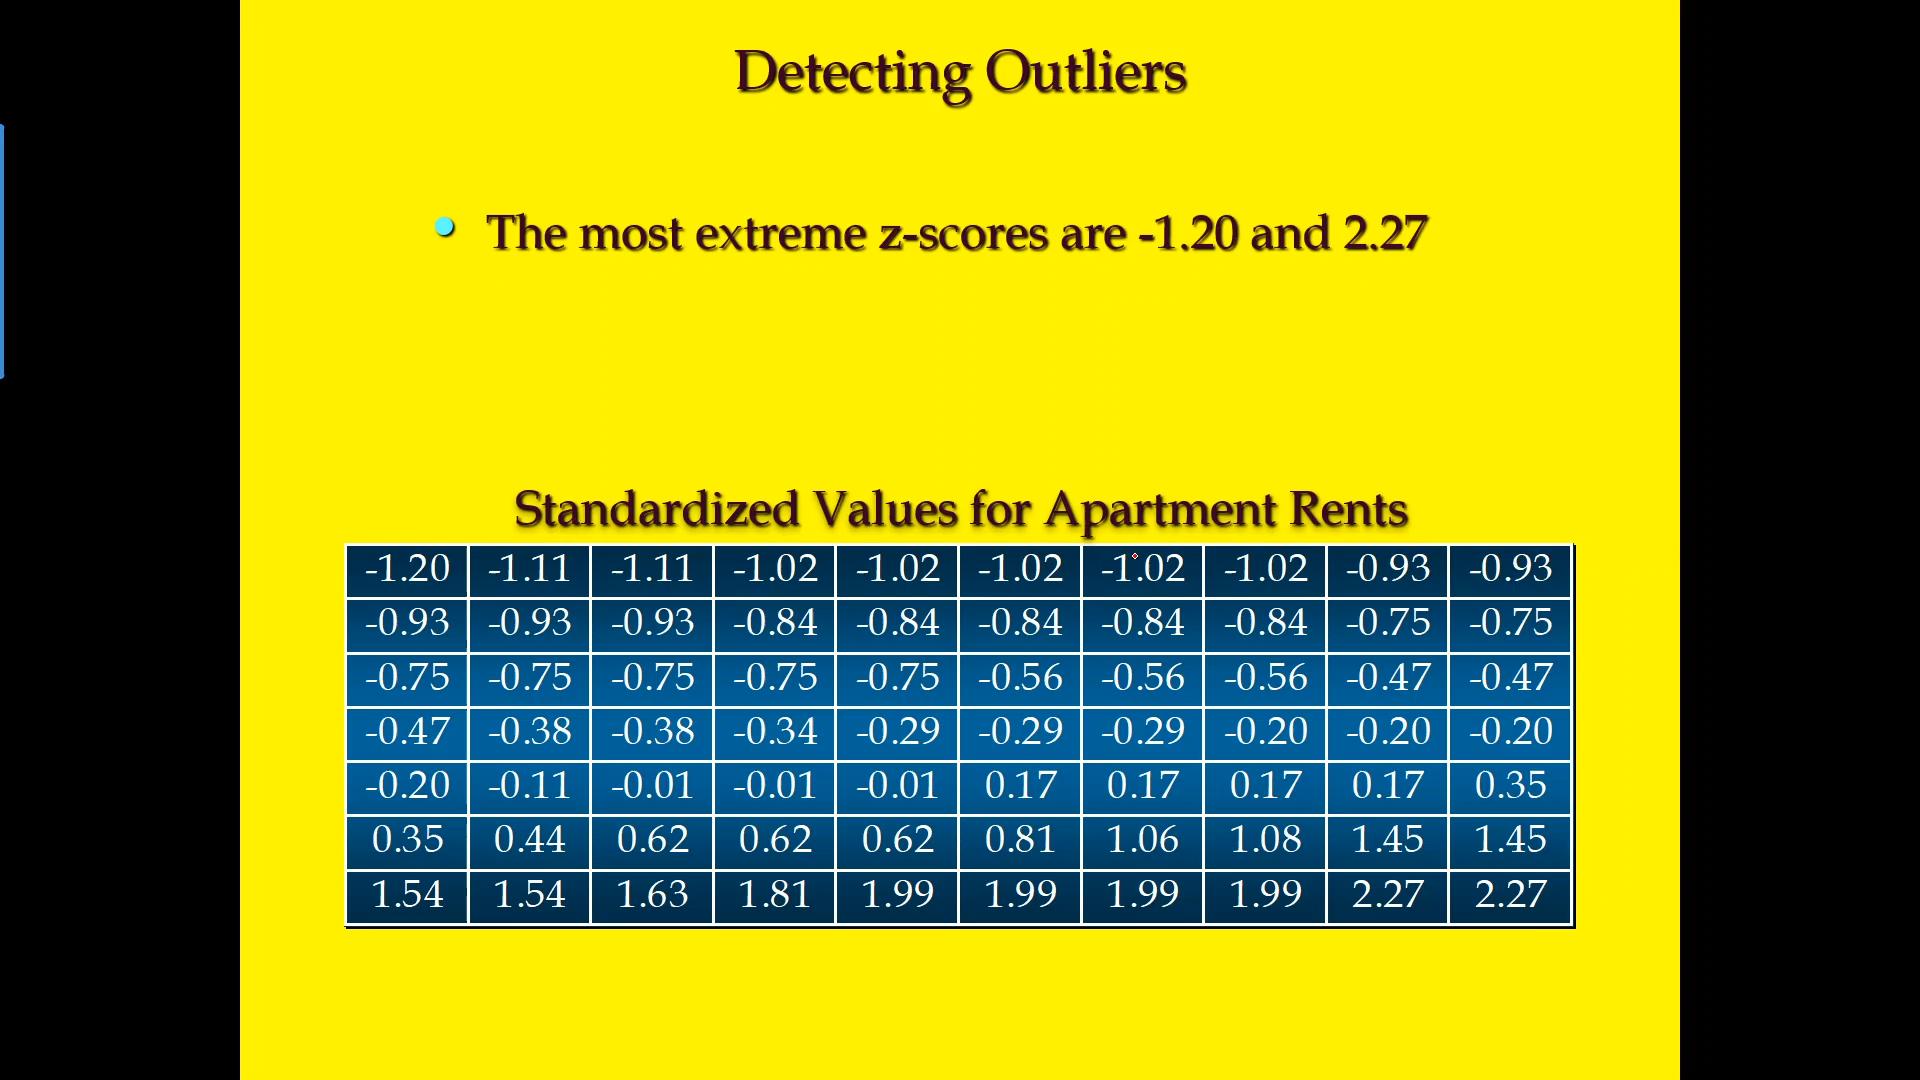 Detecting Outliers
• The most extreme z-scores are -1.20 and 2.27
Standardized Values for Apartment Rents
-1.20 -1.11 -1.11 -1.02 -1.02 -1.02 -1.02 -1.02 -0.93 -0.93
-0.93 -0.93 -0.93 -0.84 -0.84 -0.84 -0.84 -0.84 -0.75 -0.75
-0.75 -0.75 -0.75 -0.75 -0.75 -0.56 -0.56 -0.56 -0.47 -0.47
-0.47 -0.38 -0.38 -0.34 -0.29 -0.29 -0.29 -0.20 -0.20 -0.20
-0.20 -0.11 -0.01 -0.01 -0.01 0.17 0.17 0.17 0.17 0.35
0.35 0.44 0.62 0.62 0.62 0.81 1.06 1.08 1.45 1.45
1.54 1.54 1.63 1.81 1.99 1.99 1.99 1.99 2.27 2.27